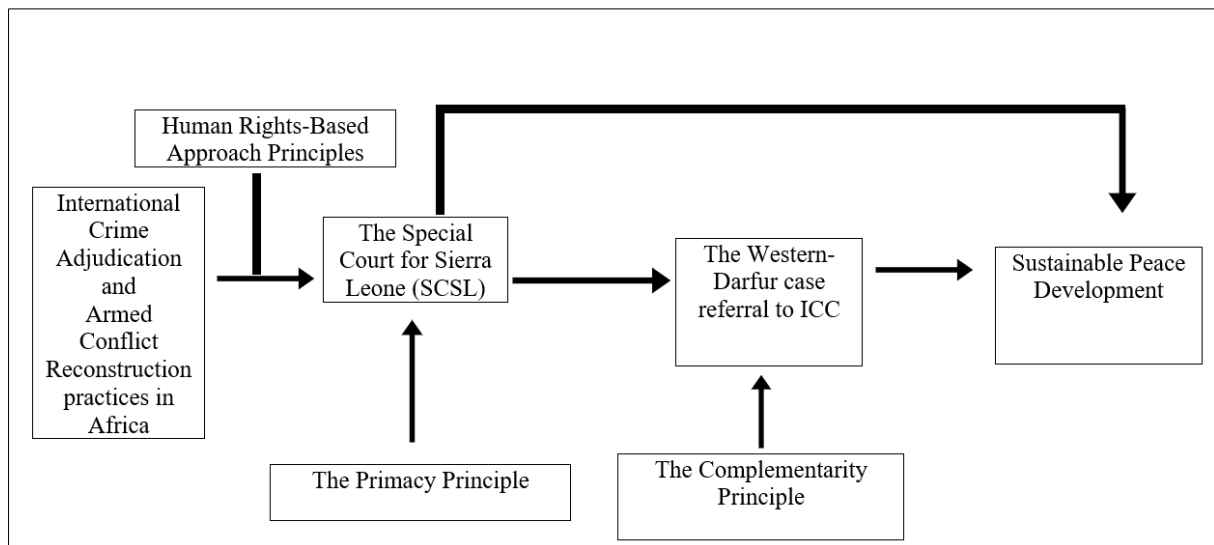 Human Rights-Based
Approach Principles
International
Crime
Adjudication
and
Armed
Conflict
Reconstruction
practices in
Africa
The Special
Court for Sierra
Leone (SCSL)
The Western-
Darfur case
referral to ICC
Sustainable Peace
Development
The Primacy Principle
The Complementarity
Principle